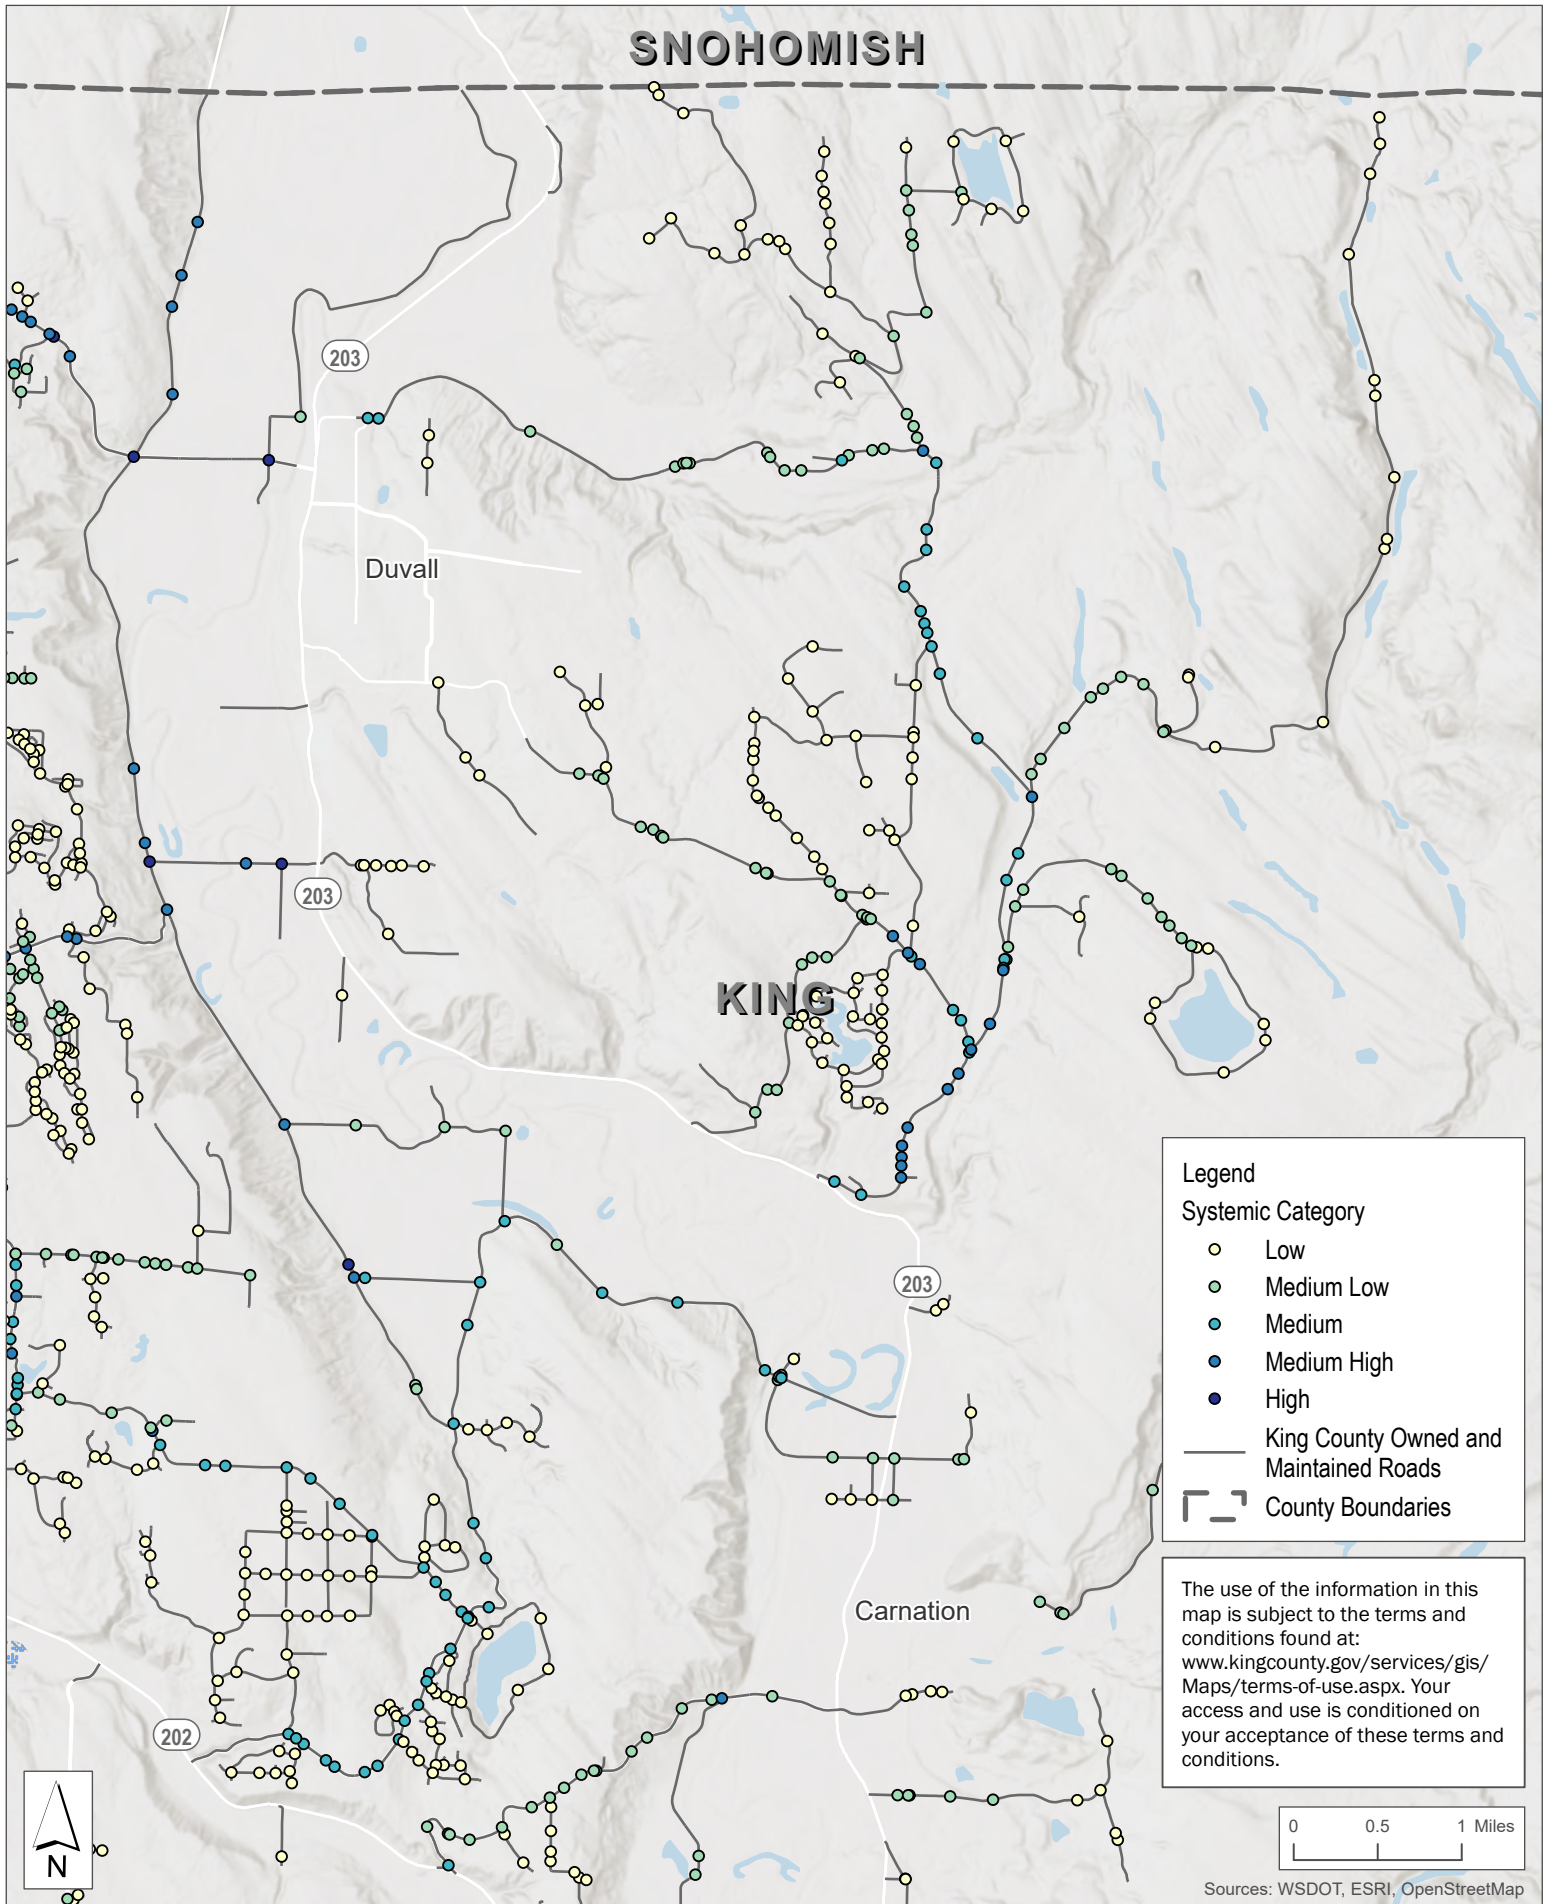 SNOHOMISH
203
Duvall
203
KING
203
Carnation
202
Legend
Systemic Category
Low
Medium Low
Medium
Medium High
High
King County Owned and
Maintained Roads
County Boundaries
The use of the information in this
map is subject to the terms and
conditions found at:
www.kingcounty.gov/services/gis/
Maps/terms-of-use.aspx. Your
access and use is conditioned on
your acceptance of these terms and
conditions.
N
0 0.5 1 Miles
Sources: WSDOT, ESRI, OpenStreetMap